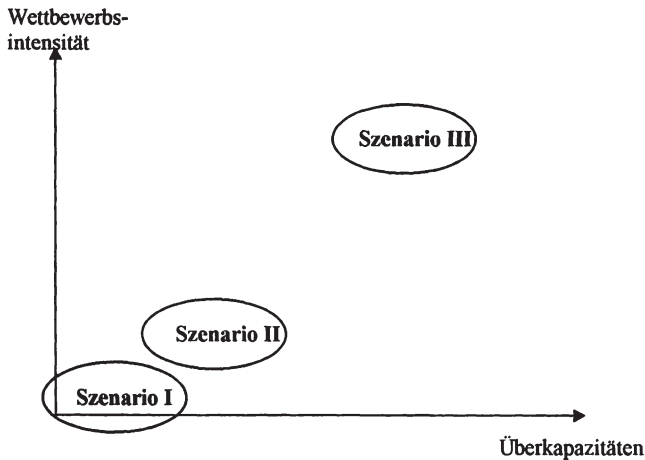 Wettbewerbs-
intensität
Szenario III
Szenario II
Szenario I
Überkapazitäten